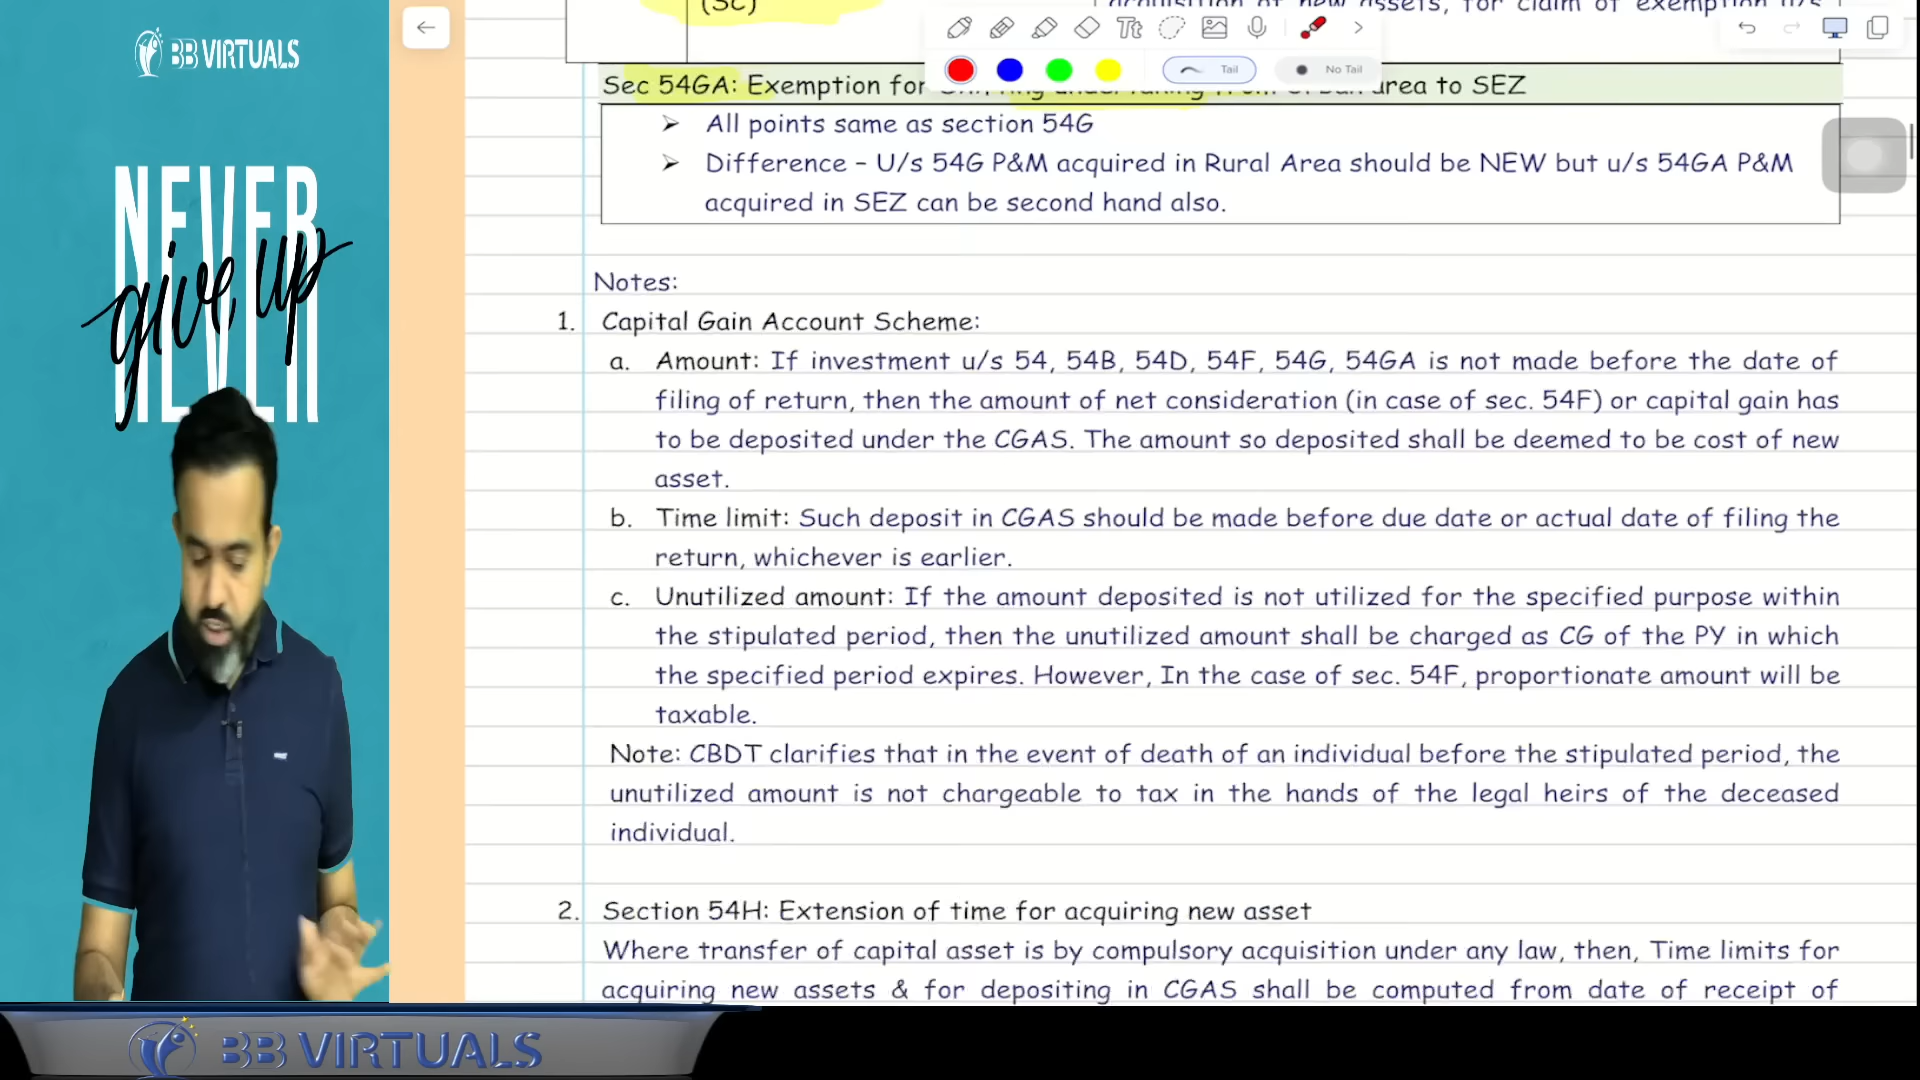 (SC)
BB VIRTUALS
Tt
Tail
No Tail
Sec 54GA: Exemption for area to SEZ
➤ All points same as section 54G
➤ Difference – U/s 54G P&M acquired in Rural Area should be NEW but u/s 54GA P&M
acquired in SEZ can be second hand also.
NEVER
give up
NEVER
Notes:
1. Capital Gain Account Scheme:
a. Amount: If investment u/s 54, 54B, 54D, 54F, 54G, 54GA is not made before the date of
filing of return, then the amount of net consideration (in case of sec. 54F) or capital gain has
to be deposited under the CGAS. The amount so deposited shall be deemed to be cost of new
asset.
b. Time limit: Such deposit in CGAS should be made before due date or actual date of filing the
return, whichever is earlier.
c. Unutilized amount: If the amount deposited is not utilized for the specified purpose within
the stipulated period, then the unutilized amount shall be charged as CG of the PY in which
the specified period expires. However, In the case of sec. 54F, proportionate amount will be
taxable.
Note: CBDT clarifies that in the event of death of an individual before the stipulated period, the
unutilized amount is not chargeable to tax in the hands of the legal heirs of the deceased
individual.
2. Section 54H: Extension of time for acquiring new asset
Where transfer of capital asset is by compulsory acquisition under any law, then, Time limits for
acquiring new assets & for depositing in CGAS shall be computed from date of receipt of
BB VIRTUALS